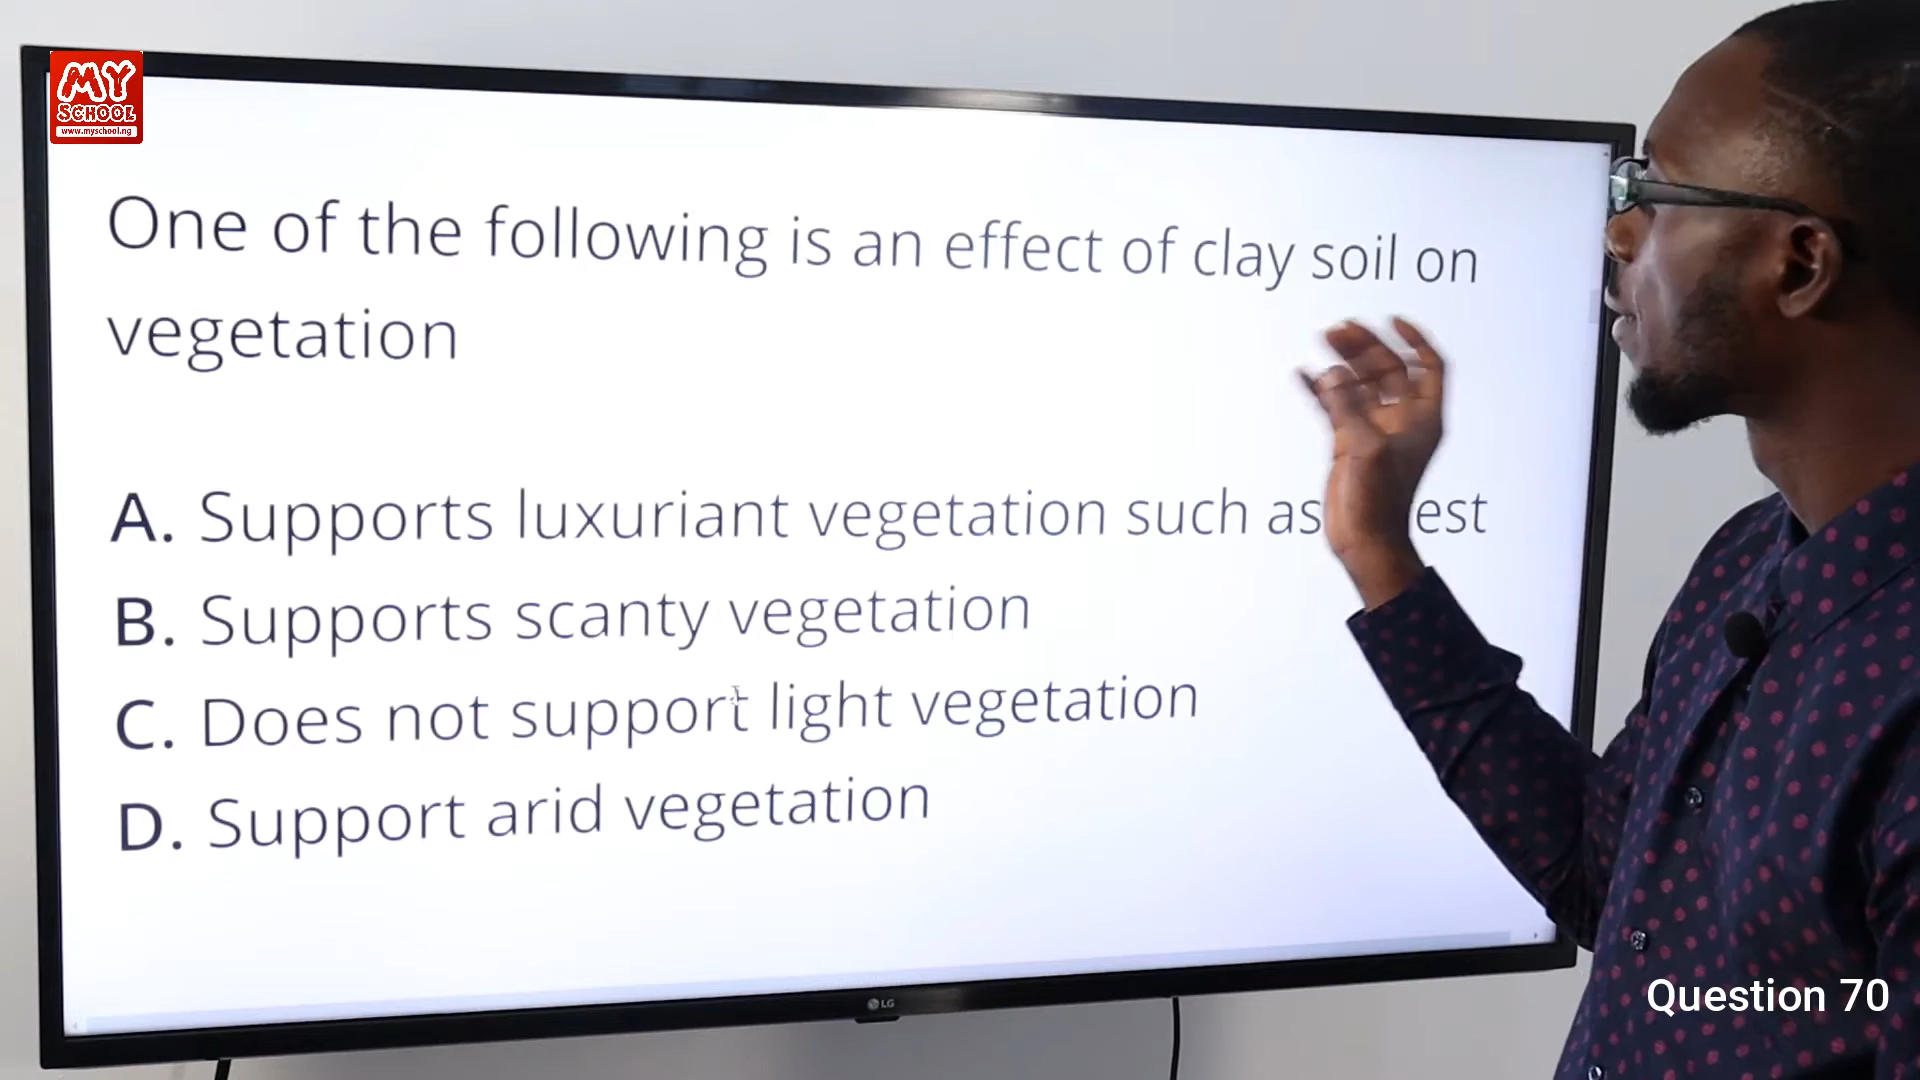 MY
SCHOOL
www.myschool.ng
One of the following is an effect of clay soil on
vegetation
A. Supports luxuriant vegetation such as est
B. Supports scanty vegetation
C. Does not support light vegetation
D. Support arid vegetation
LG
Question 70